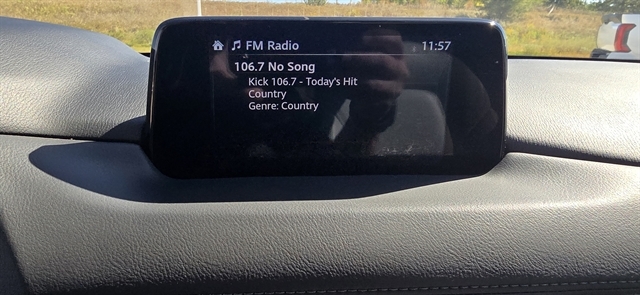 FM Radio 11:57
106.7 No Song
Kick 106.7 - Today's Hit
Country
Genre: Country